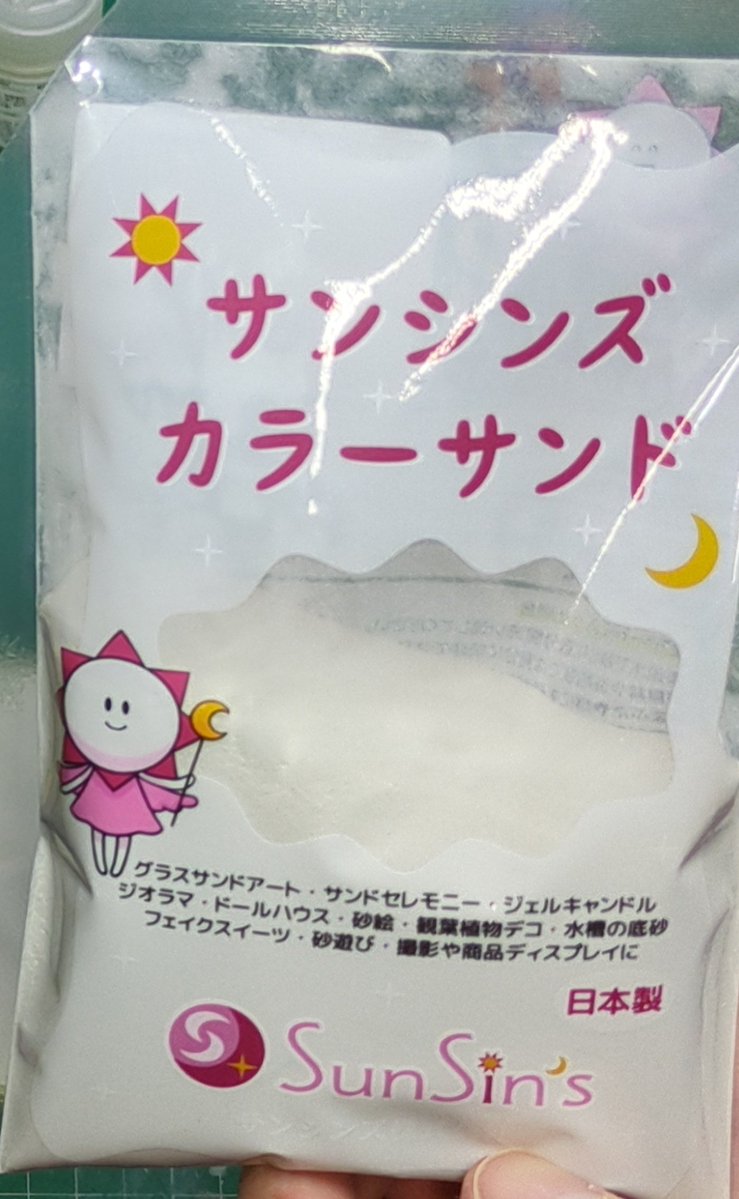 サンシンズ
カラーサンド
グラスサンドアート・サンドセレモニー・ジェルキャンドル
ジオラマ・ドールハウス・砂絵・観葉植物デコ・水槽の底砂
フェイクスイーツ・砂遊び・撮影や商品ディスプレイに
日本製
SunSin's